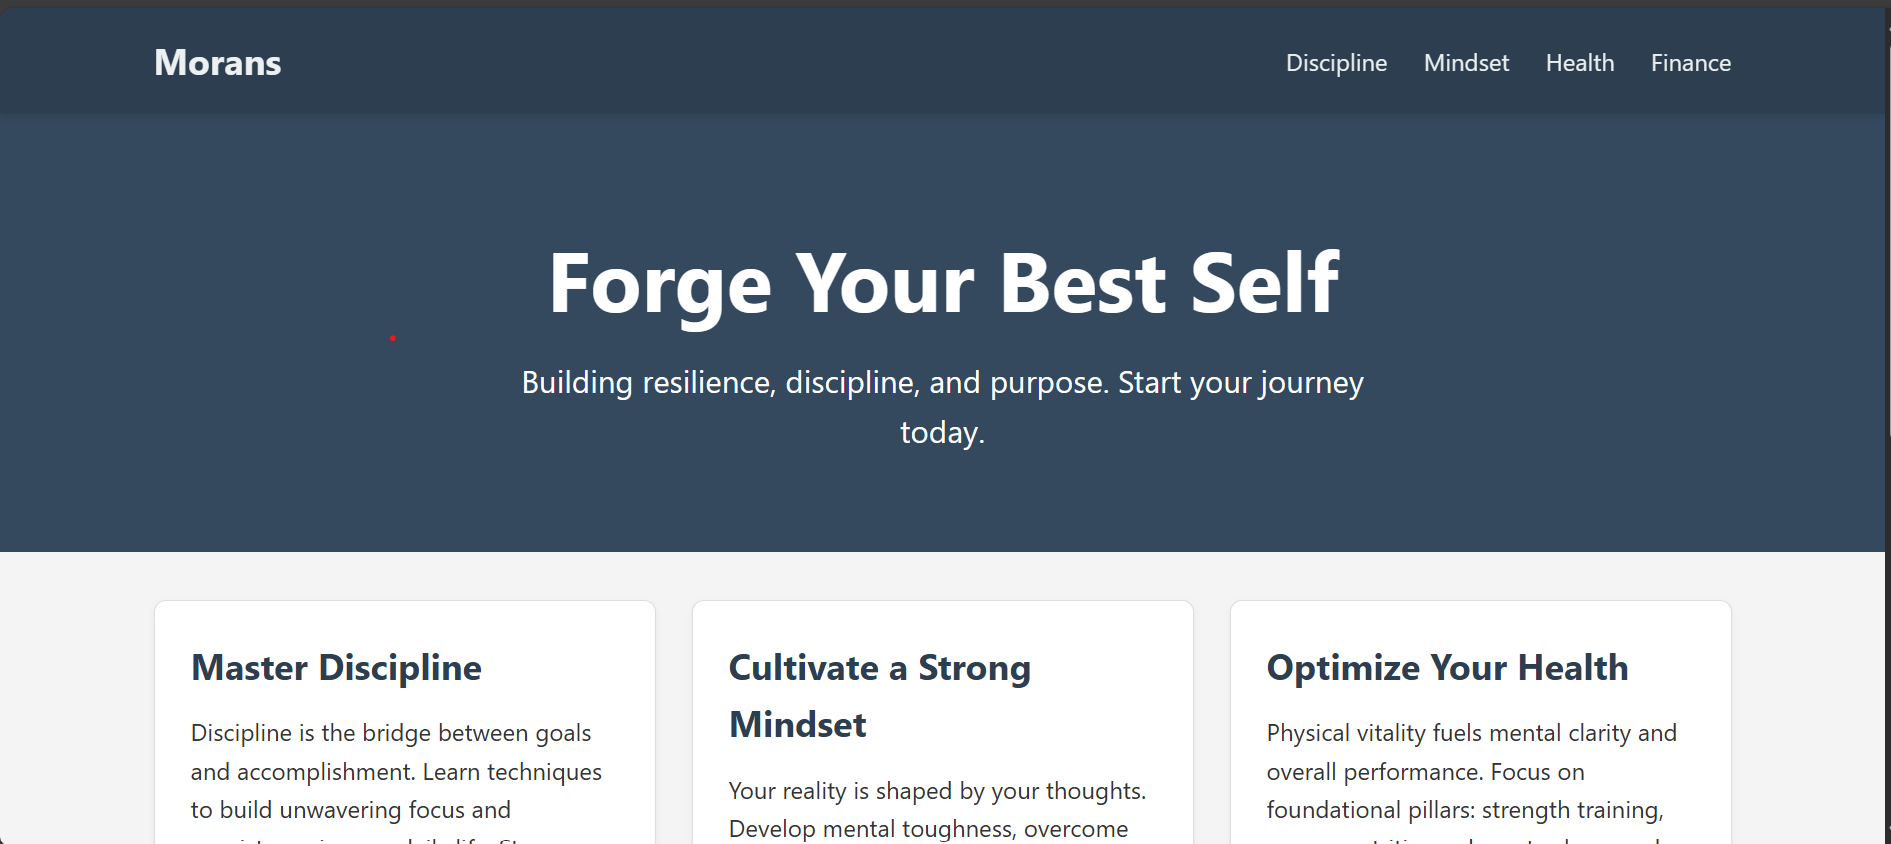 Morans
Discipline Mindset Health Finance
Forge Your Best Self
Building resilience, discipline, and purpose. Start your journey
today.
Master Discipline
Discipline is the bridge between goals
and accomplishment. Learn techniques
to build unwavering focus and
Cultivate a Strong
Mindset
Your reality is shaped by your thoughts.
Develop mental toughness, overcome
Optimize Your Health
Physical vitality fuels mental clarity and
overall performance. Focus on
foundational pillars: strength training,